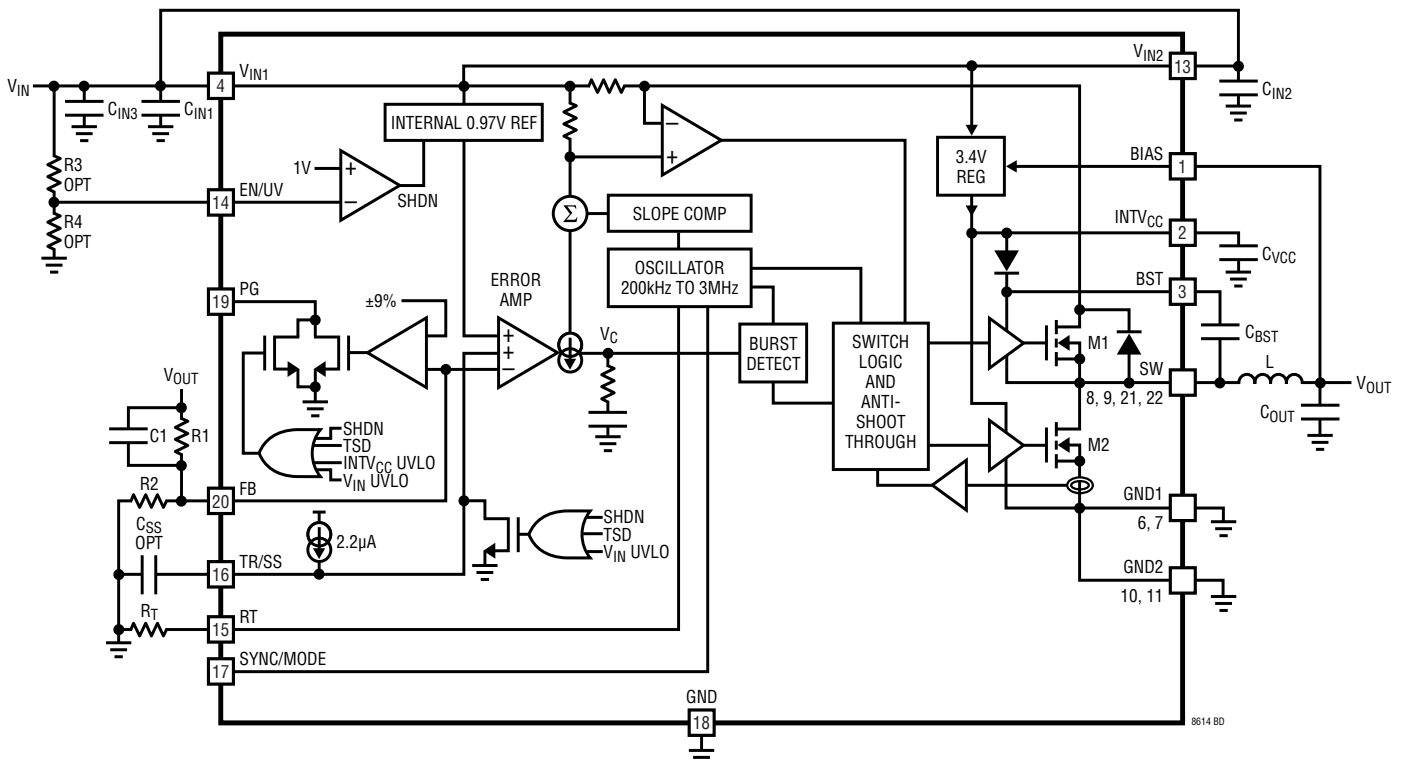 VIN
CIN3
CIN1
4
VIN1
VIN2
13
CIN2
INTERNAL 0.97V REF
R3
OPT
1V
+
−
SHDN
14
EN/UV
R4
OPT
−
+
Σ
SLOPE COMP
OSCILLATOR
200kHz TO 3MHz
3.4V
REG
BIAS
1
INTVCC
2
CVCC
BST
3
CBST
19
PG
±9%
ERROR
AMP
+
+
−
VC
BURST
DETECT
SWITCH
LOGIC
AND
ANTI-
SHOOT
THROUGH
M1
SW
8, 9, 21, 22
L
VOUT
COUT
M2
VOUT
C1
R1
SHDN
TSD
INTVCC UVLO
VIN UVLO
R2
20
FB
GND1
6, 7
CSS
OPT
2.2µA
SHDN
TSD
VIN UVLO
16
TR/SS
GND2
10, 11
RT
15
RT
17
SYNC/MODE
GND
18
8614 BD